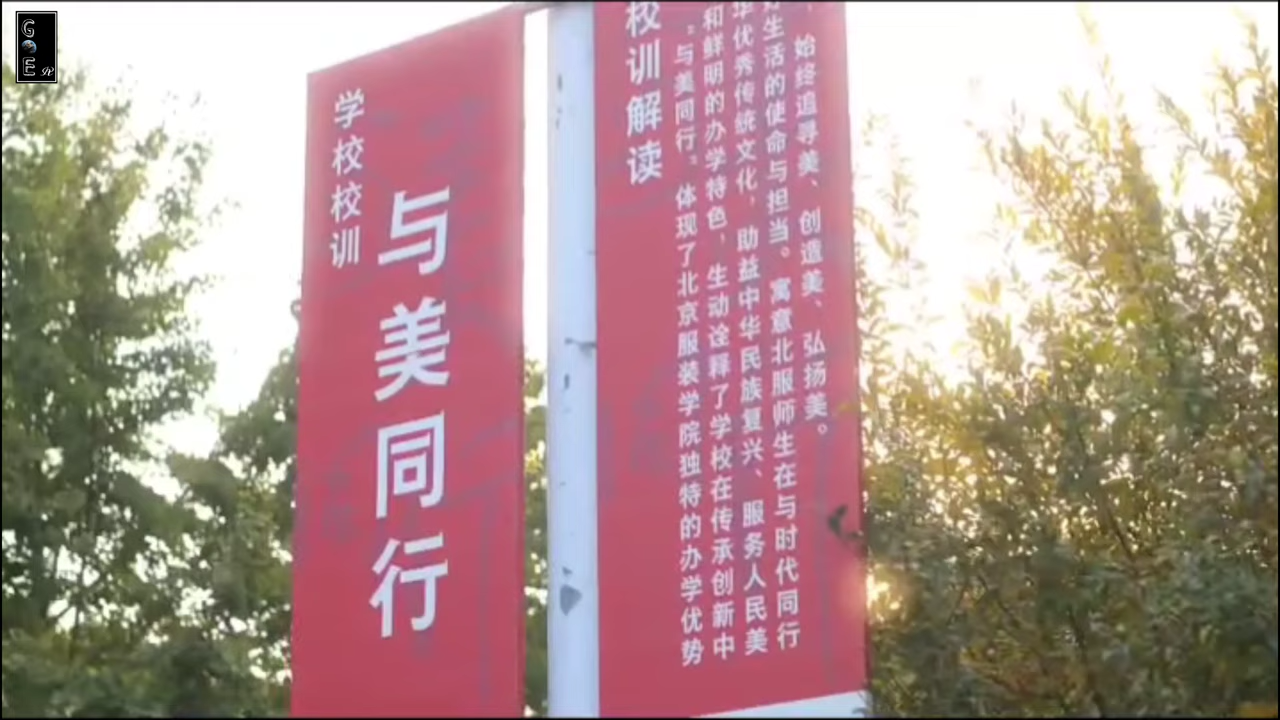 G
E
学校校训
与美同行
校训解读
“与美同行”体现了北京服装学院独特的办学优势
和鲜明的办学特色,生动诠释了学校在传承创新中
华优秀传统文化,助益中华民族复兴、服务人民美
好生活的使命与担当。寓意北服师生在与时代同行
中,始终追寻美、创造美、弘扬美。